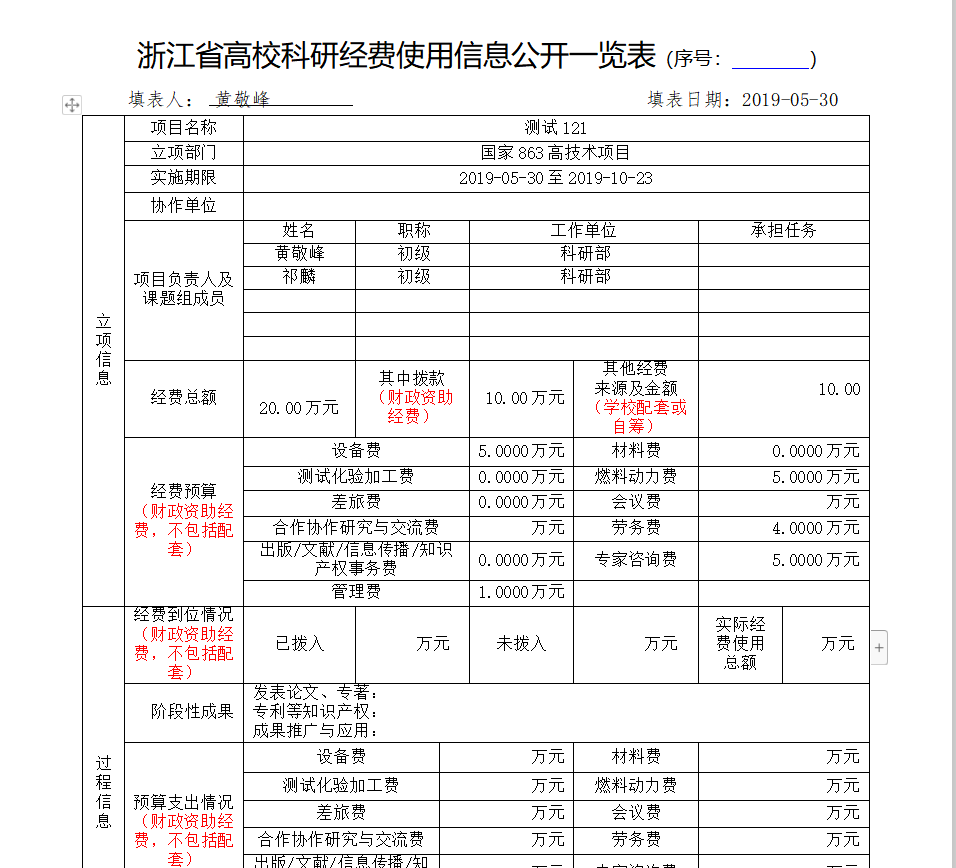 浙江省高校科研经费使用信息公开一览表 (序号：        )
填表人： 黄敬峰
填表日期：2019-05-30
立项信息
项目名称
测试 121
立项部门
国家 863 高技术项目
实施期限
2019-05-30 至 2019-10-23
协作单位
项目负责人及
课题组成员
姓名
职称
工作单位
承担任务
黄敬峰
初级
科研部
祁麟
初级
科研部
经费总额
20.00 万元
其中拨款
（财政资助
经费）
10.00 万元
其他经费
来源及金额
（学校配套或
自筹）
10.00
经费预算
（财政资助经
费，不包括配
套）
设备费
5.0000 万元
材料费
0.0000 万元
测试化验加工费
0.0000 万元
燃料动力费
5.0000 万元
差旅费
0.0000 万元
会议费
万元
合作协作研究与交流费
万元
劳务费
4.0000 万元
出版/文献/信息传播/知识
产权事务费
0.0000 万元
专家咨询费
5.0000 万元
管理费
1.0000 万元
过程信息
经费到位情况
（财政资助经
费，不包括配
套）
已拨入
万元
未拨入
万元
实际经
费使用
总额
万元
阶段性成果
发表论文、专著：
专利等知识产权：
成果推广与应用：
预算支出情况
（财政资助经
费，不包括配
套）
设备费
万元
材料费
万元
测试化验加工费
万元
燃料动力费
万元
差旅费
万元
会议费
万元
合作协作研究与交流费
万元
劳务费
万元
出版/文献/信息传播/知